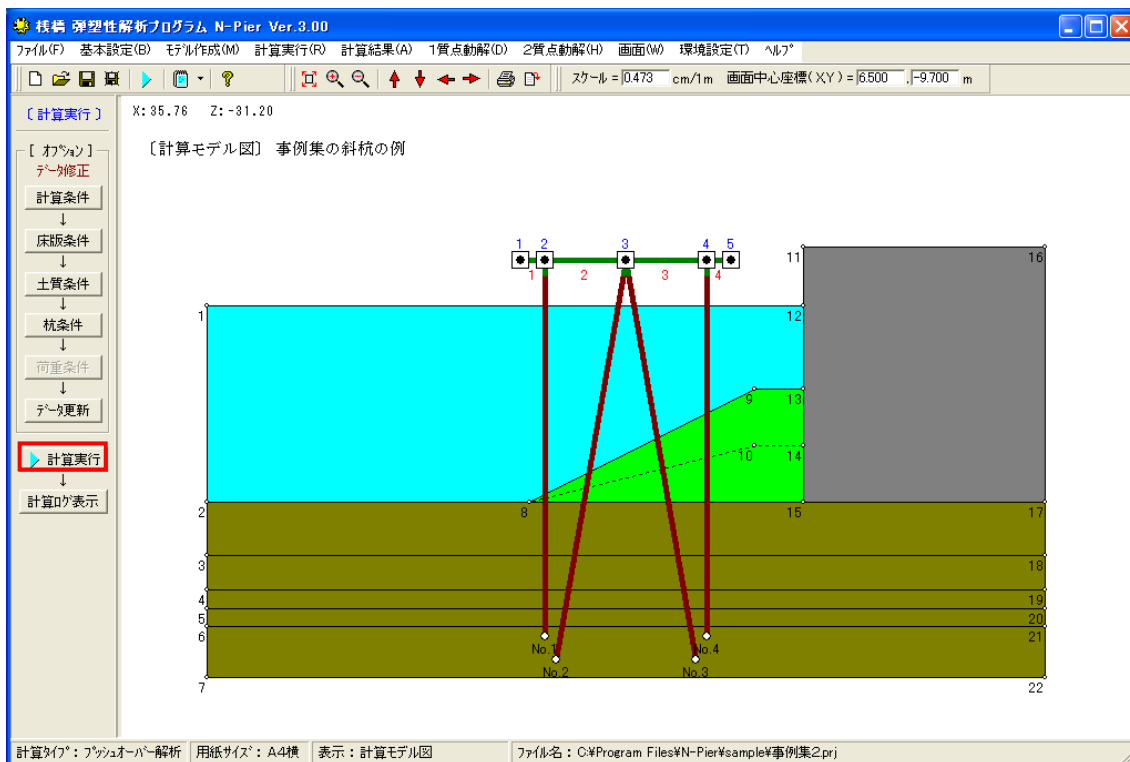 桟橋 弾塑性解析プログラム N-Pier Ver.3.00
ファイル(F) 基本設定(B) モデル作成(M) 計算実行(R) 計算結果(A) 1質点動解(D) 2質点動解(H) 画面(W) 環境設定(T) ヘルプ
スケール = 0.473 cm/1m 画面中心座標(X,Y) = 6.500 , -9.700 m
〔計算実行〕
X: 35.76 Z: -31.20
[ オプション ]
データ修正
計算条件
↓
床版条件
↓
土質条件
↓
杭条件
↓
荷重条件
↓
データ更新
計算実行
↓
計算ログ表示
〔計算モデル図〕 事例集の斜杭の例
1 2 3 4 5
1 2 3 4
11 16
1 12
9 13
10 14
2 8 15 17
3 18
4 19
5 20
6 21
No.1 No.4
No.2 No.3
7 22
計算タイプ : プッシュオーバー解析 用紙サイズ : A4横 表示 : 計算モデル図 ファイル名 : C:¥Program Files¥N-Pier¥sample¥事例集2.prj